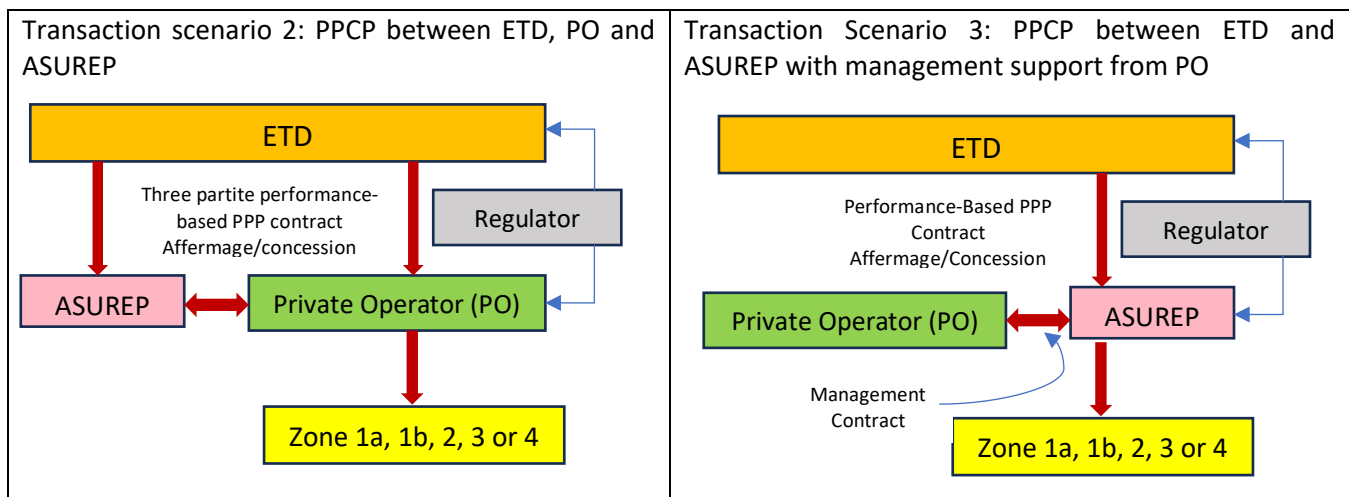 Transaction scenario 2: PPCP between ETD, PO and
ASUREP
ETD
Three partite performance-
based PPP contract
Affermage/concession
Regulator
ASUREP
Private Operator (PO)
Zone 1a, 1b, 2, 3 or 4
Transaction Scenario 3: PPCP between ETD and
ASUREP with management support from PO
ETD
Performance-Based PPP
Contract
Affermage/Concession
Regulator
Private Operator (PO)
ASUREP
Management
Contract
Zone 1a, 1b, 2, 3 or 4